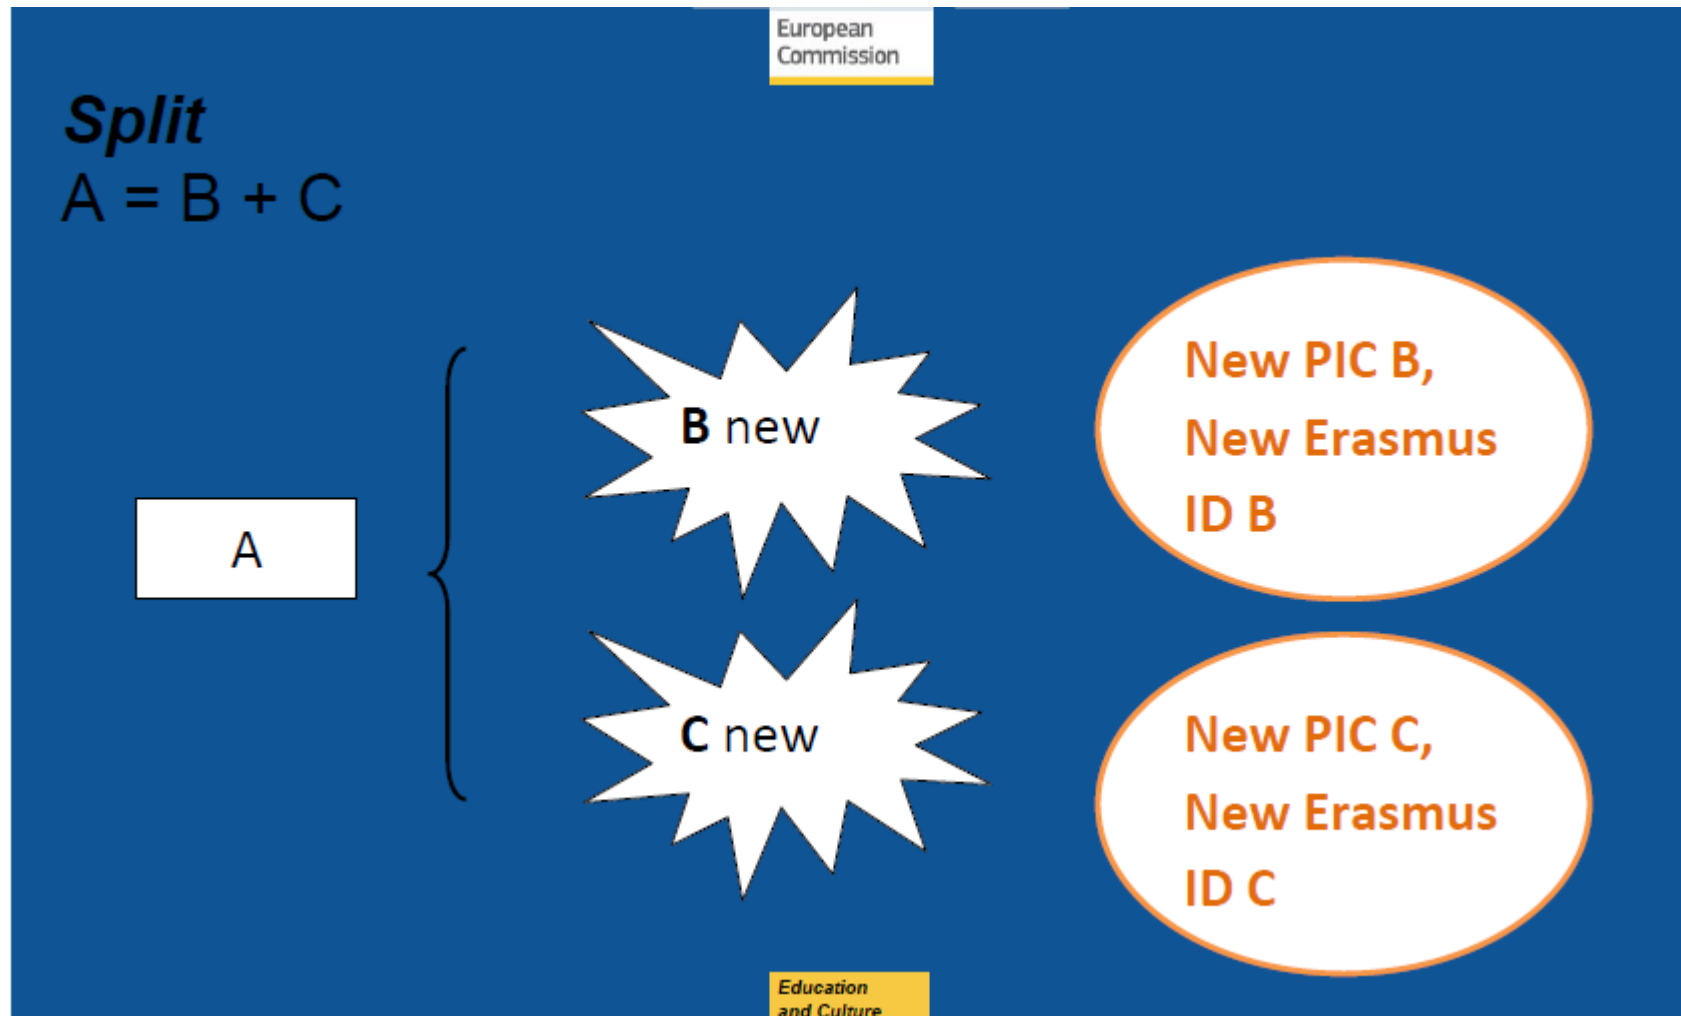 European
Commission
Split
A = B + C
A
B new
C new
New PIC B,
New Erasmus
ID B
New PIC C,
New Erasmus
ID C
Education
and Culture